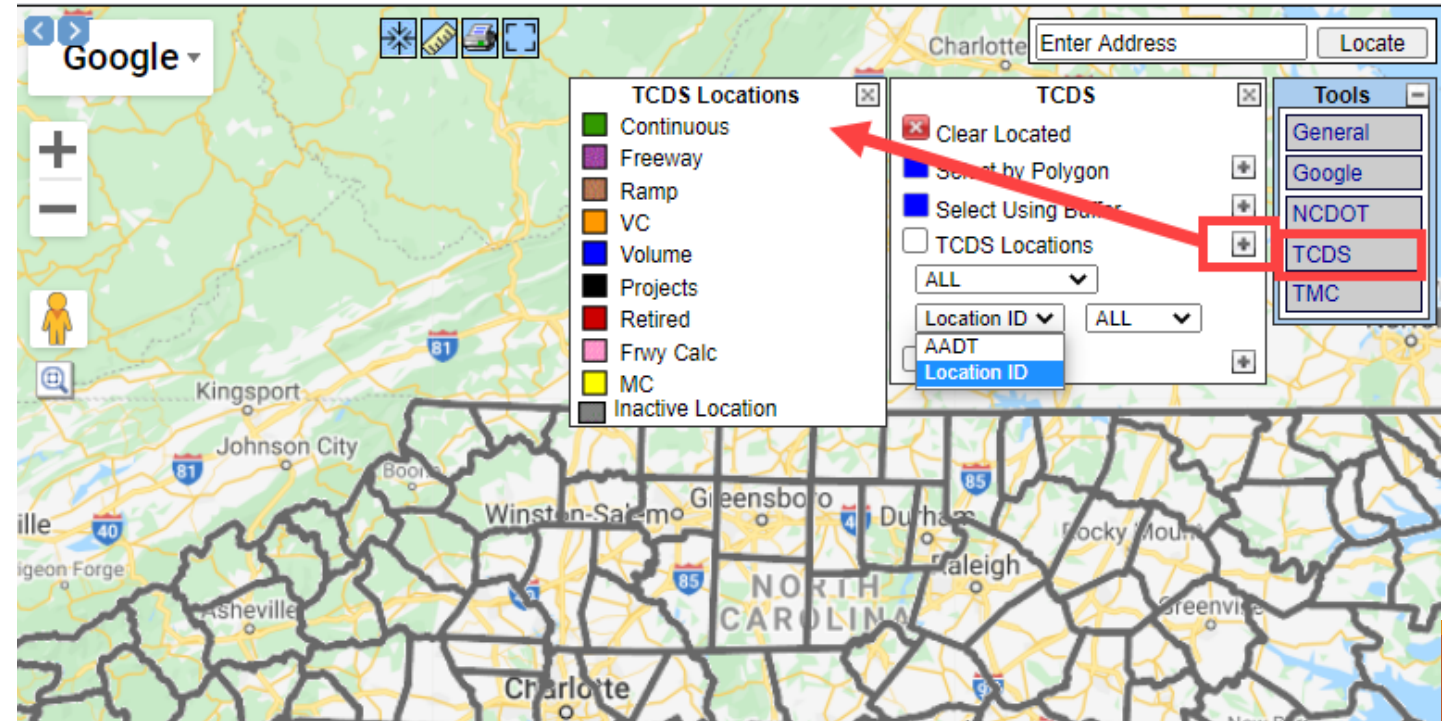 Google
Charlotte
Enter Address
Locate
TCDS Locations
Continuous
Freeway
Ramp
VC
Volume
Projects
Retired
Frwy Calc
MC
Inactive Location
TCDS
Clear Located
Select by Polygon
Select Using Buffer
TCDS Locations
ALL
Location ID
ALL
AADT
Location ID
Tools
General
Google
NCDOT
TCDS
TMC
81
Kingsport
Johnson City
81
Boone
85
Greensboro
Winston-Salem
Durham
Rocky Mount
ille
40
igeon Forge
Raleigh
85
NORTH
CAROLINA
Asheville
Greenville
Charlotte